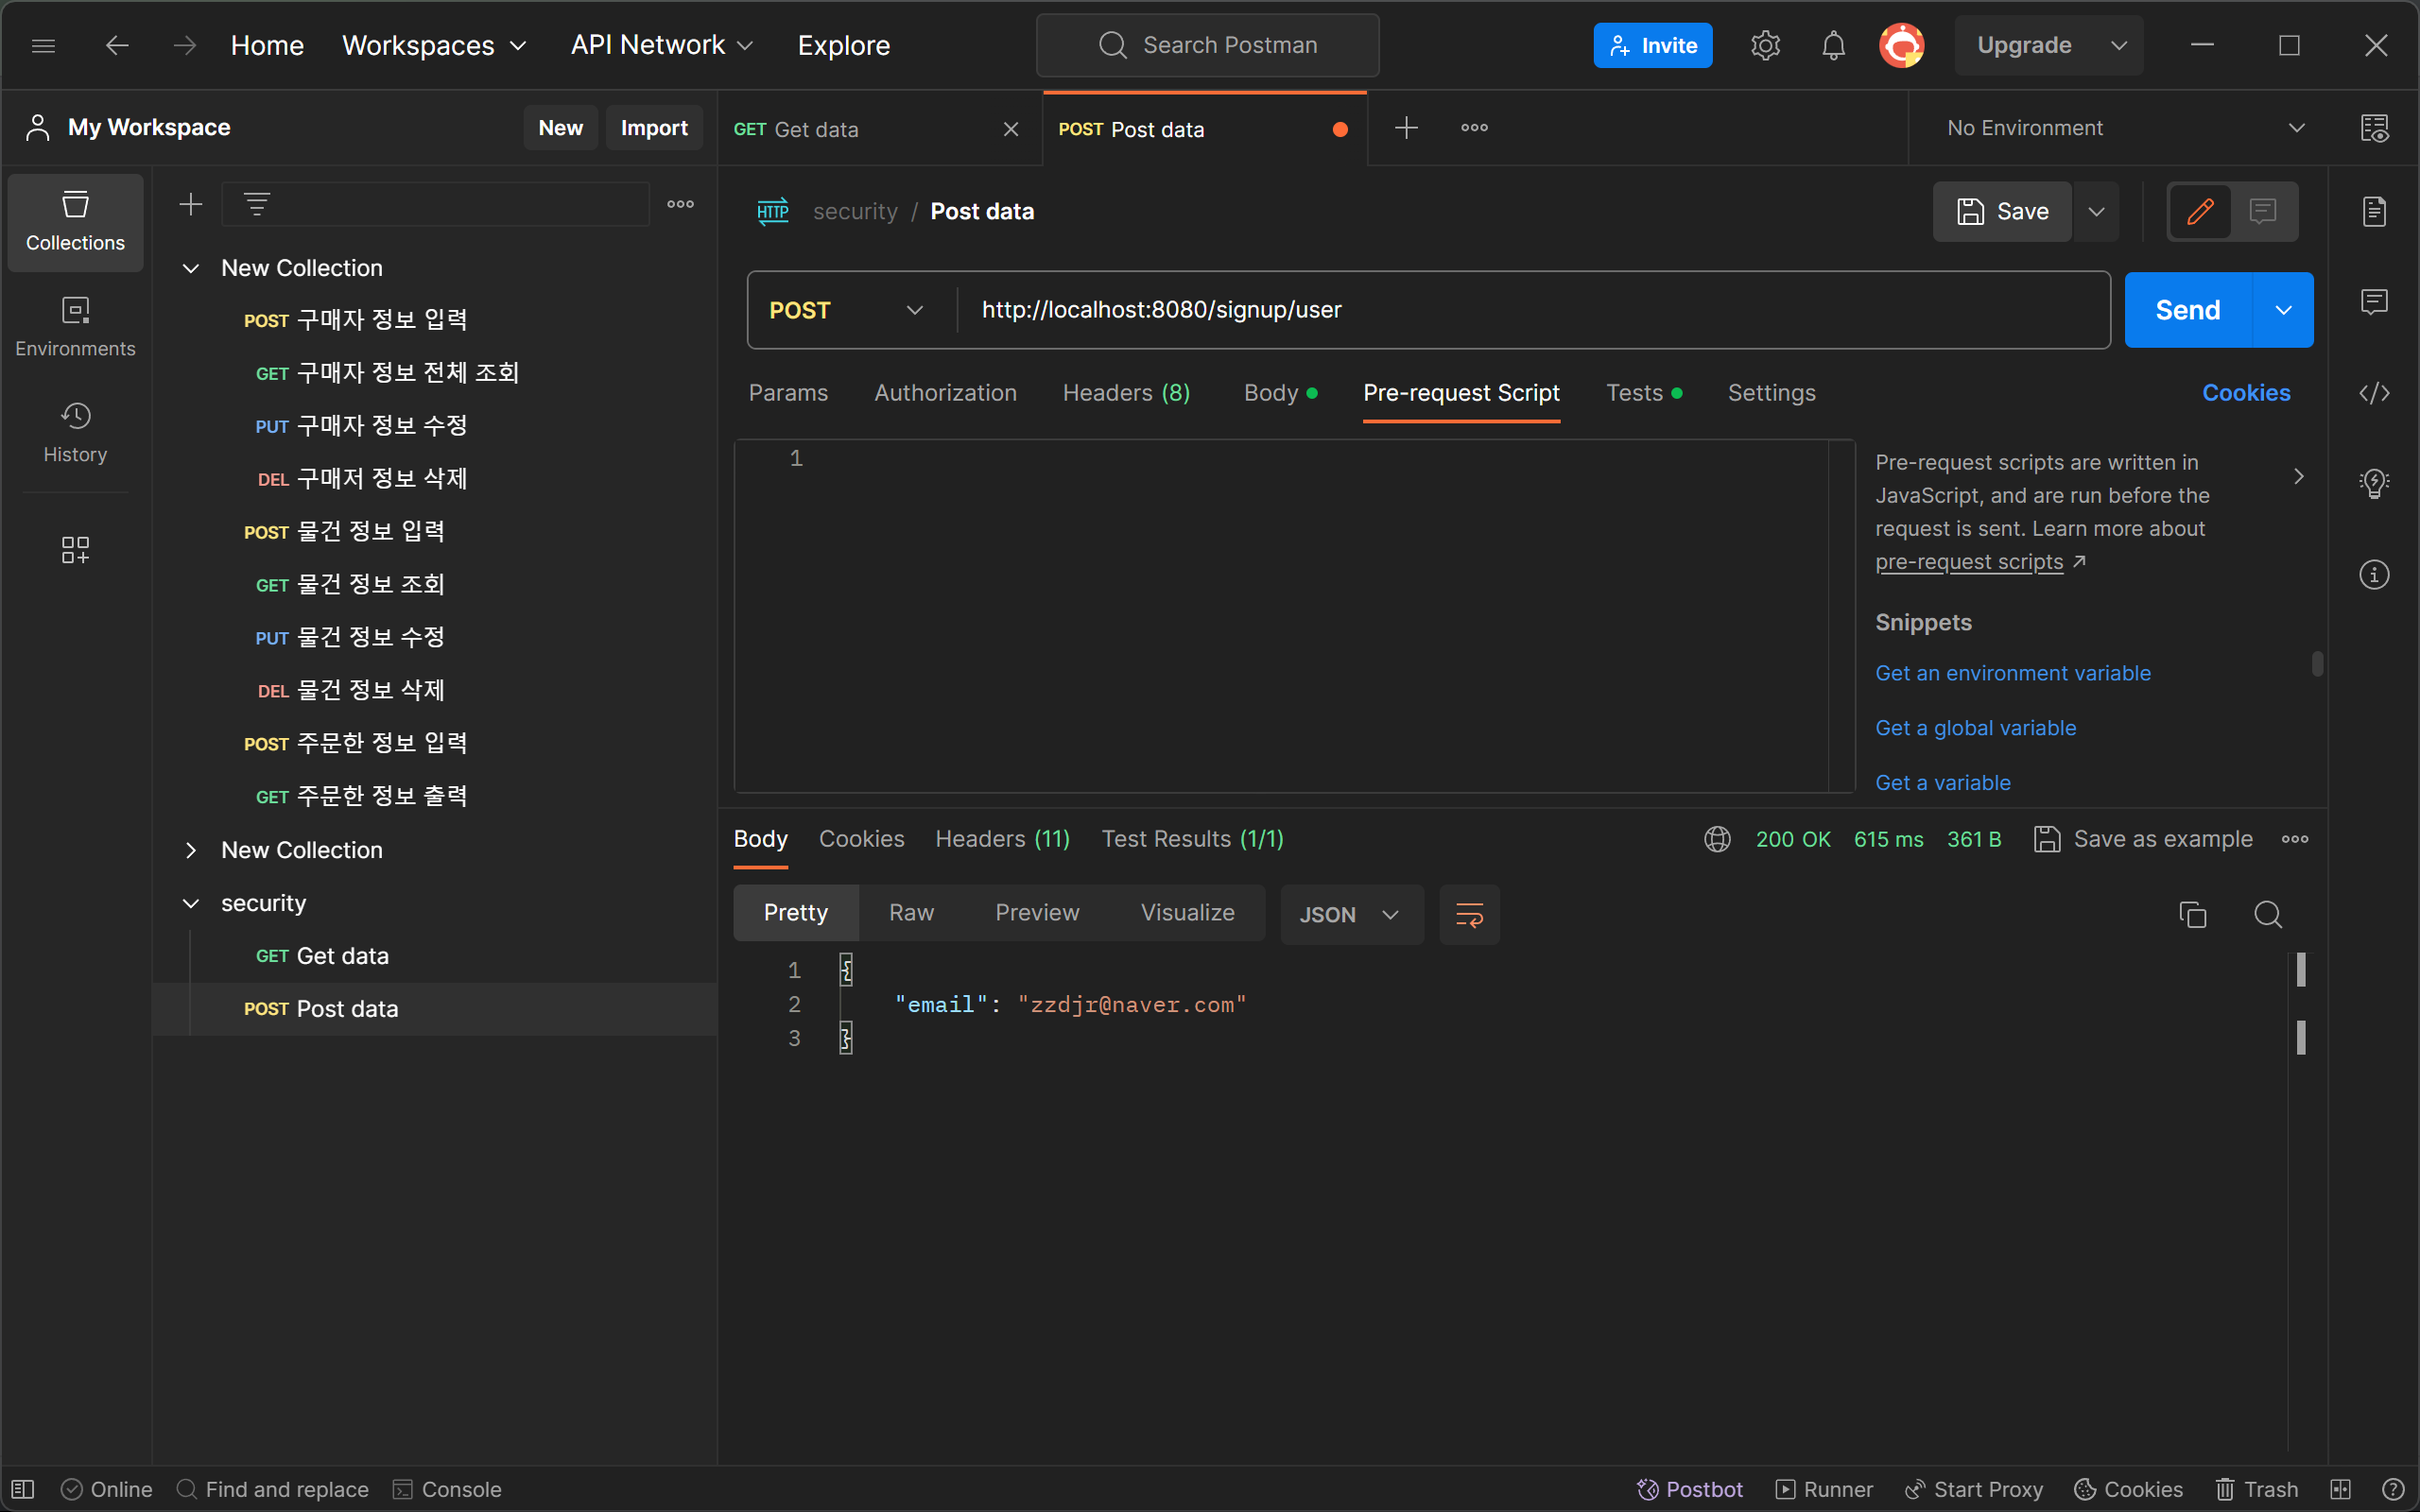 Home Workspaces API Network Explore Search Postman Invite Upgrade
My Workspace New Import GET Get data POST Post data No Environment
Collections
Environments
History
New Collection
POST 구매자 정보 입력
GET 구매자 정보 전체 조회
PUT 구매자 정보 수정
DEL 구매저 정보 삭제
POST 물건 정보 입력
GET 물건 정보 조회
PUT 물건 정보 수정
DEL 물건 정보 삭제
POST 주문한 정보 입력
GET 주문한 정보 출력
New Collection
security
GET Get data
POST Post data
HTTP security / Post data Save
POST http://localhost:8080/signup/user Send
Params Authorization Headers (8) Body Pre-request Script Tests Settings Cookies
1
Pre-request scripts are written in
JavaScript, and are run before the
request is sent. Learn more about
pre-request scripts
Snippets
Get an environment variable
Get a global variable
Get a variable
Body Cookies Headers (11) Test Results (1/1) 200 OK 615 ms 361 B Save as example
Pretty Raw Preview Visualize JSON
1 {
2 "email": "zzdjr@naver.com"
3 }
Online Find and replace Console Postbot Runner Start Proxy Cookies Trash